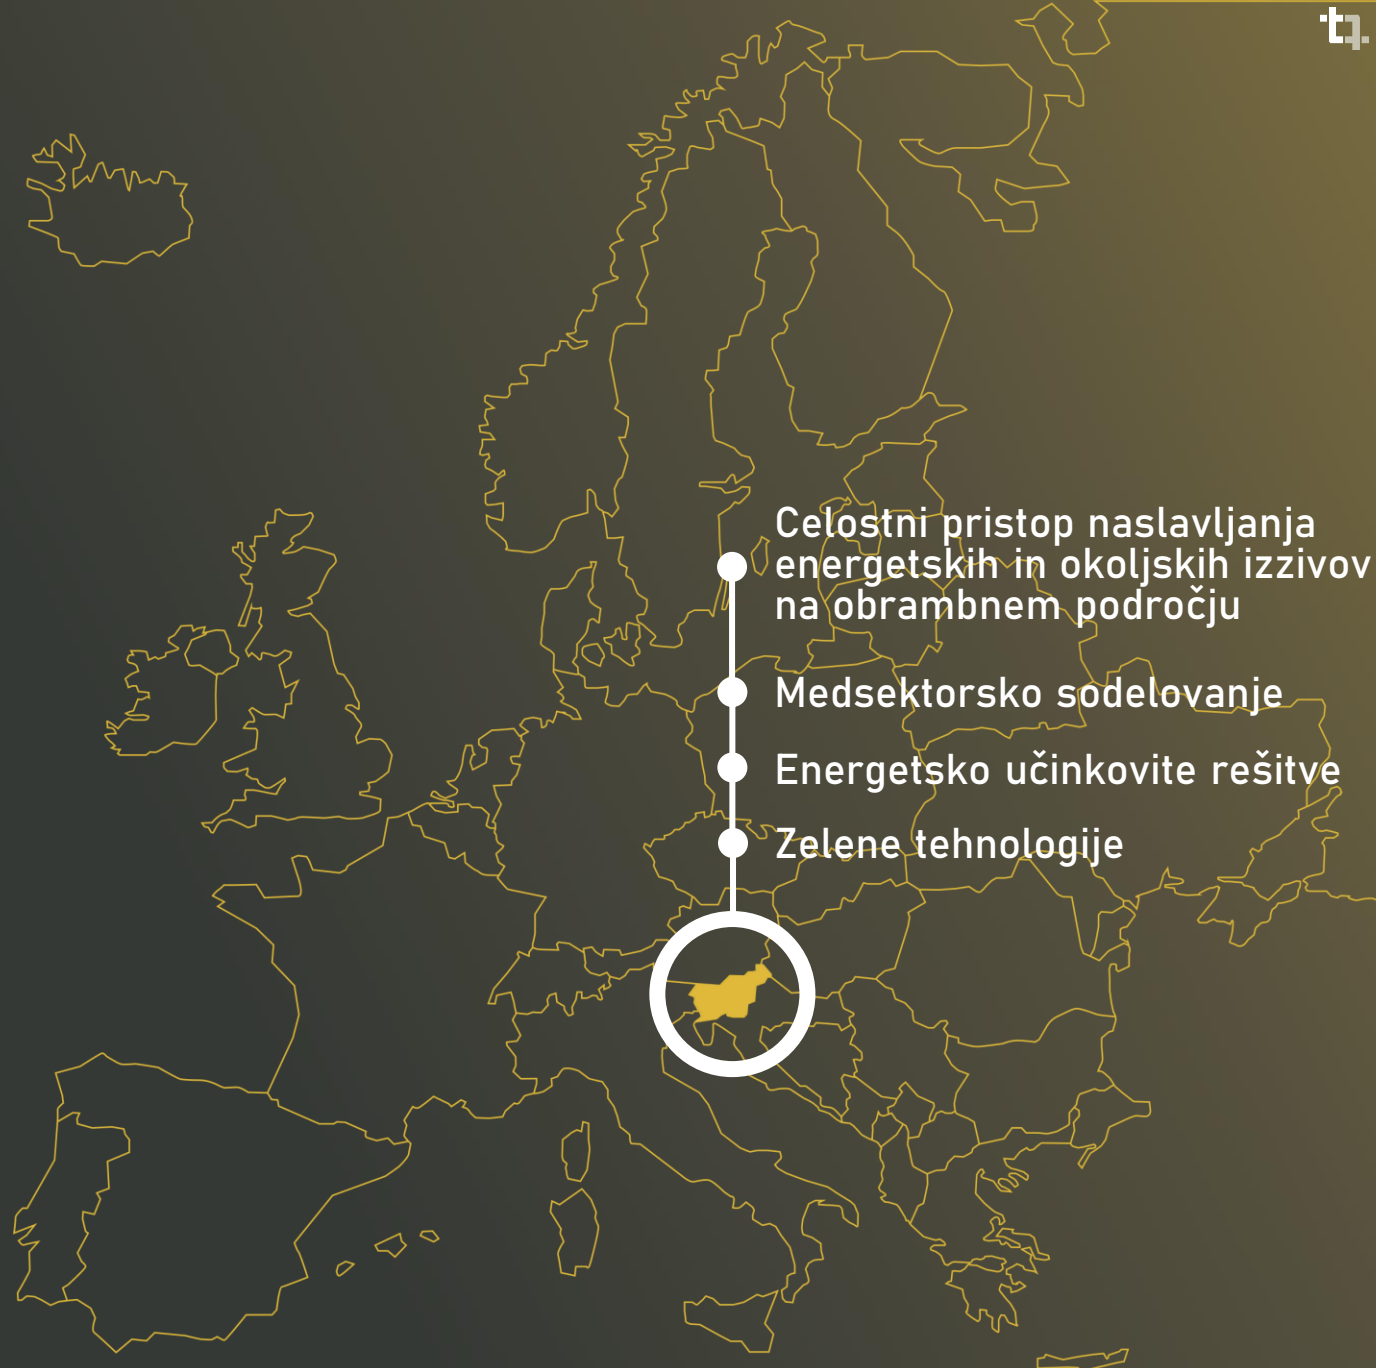 Celostni pristop naslavljanja
energetskih in okoljskih izzivov
na obrambnem področju
Medsektorsko sodelovanje
Energetsko učinkovite rešitve
Zelene tehnologije